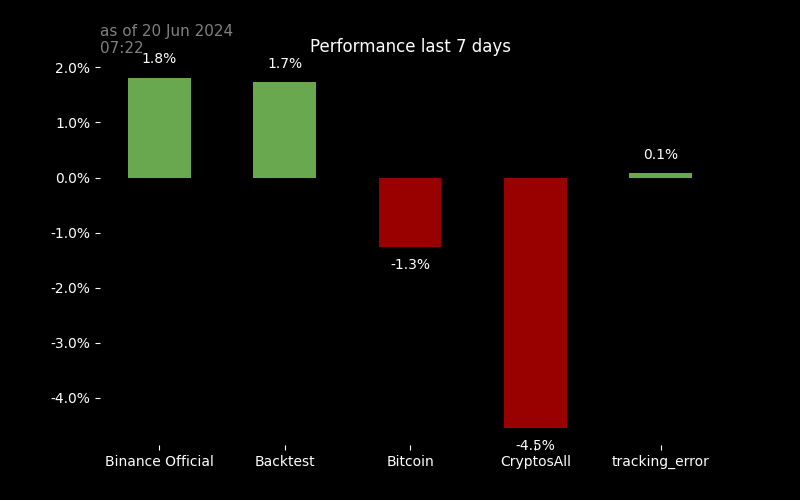 as of 20 Jun 2024
07:22
Performance last 7 days
2.0%
1.0%
0.0%
-1.0%
-2.0%
-3.0%
-4.0%
1.8%
1.7%
-1.3%
-4.5%
0.1%
Binance Official
Backtest
Bitcoin
CryptosAll
tracking_error